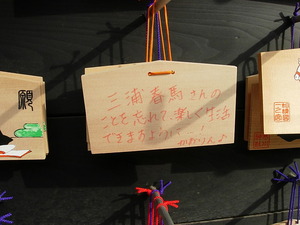 願
三浦春馬さんの
ことを忘れて、楽しく生活
できますように…!